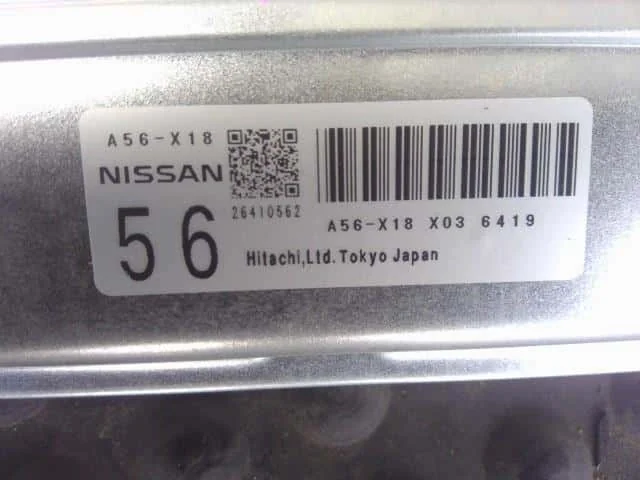 A56-X18
NISSAN
26410562
56
A56-X18 X03 6419
Hitachi,Ltd.Tokyo Japan